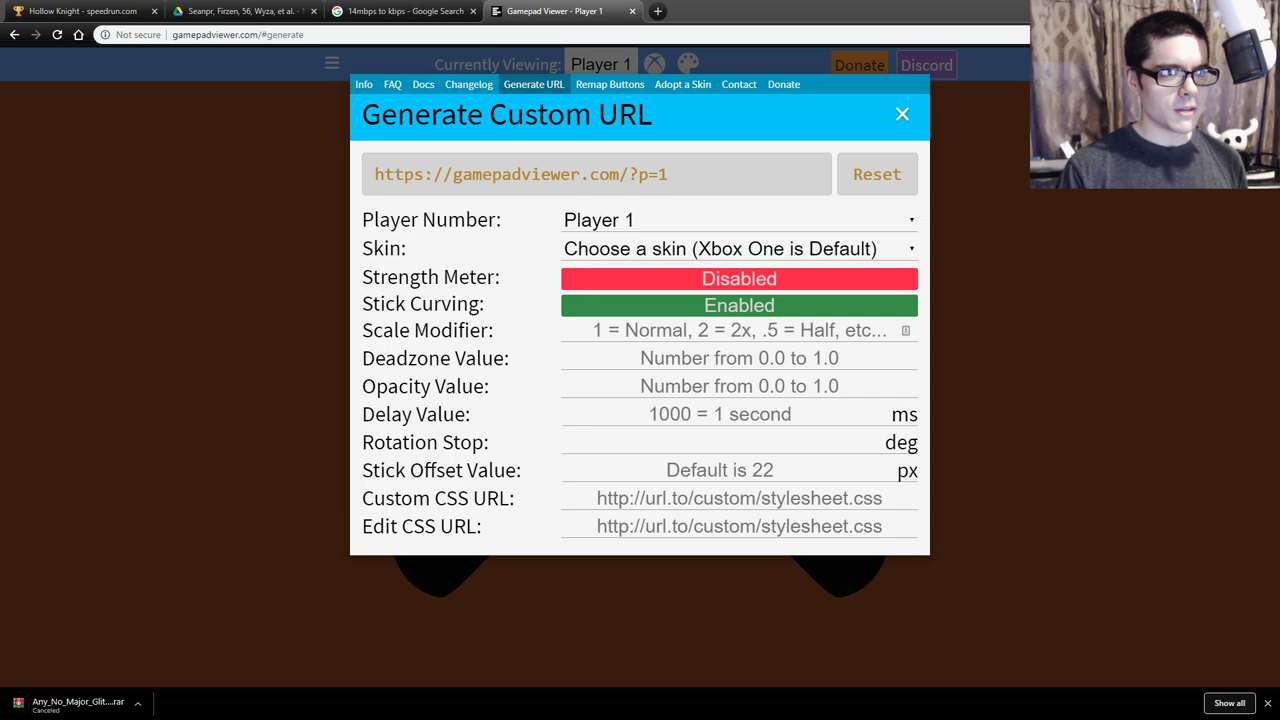 Hollow Knight - speedrun.com
Seanpr, Firzen, 56, Wyza, et al. -
14mbps to kbps - Google Search
Gamepad Viewer - Player 1
Not secure
gamepadviewer.com/#generate
Currently Viewing:
Player 1
Donate
Discord
Info
FAQ
Docs
Changelog
Generate URL
Remap Buttons
Adopt a Skin
Contact
Donate
Generate Custom URL
https://gamepadviewer.com/?p=1
Reset
Player Number:
Player 1
Skin:
Choose a skin (Xbox One is Default)
Strength Meter:
Disabled
Stick Curving:
Enabled
Scale Modifier:
1 = Normal, 2 = 2x, .5 = Half, etc...
Deadzone Value:
Number from 0.0 to 1.0
Opacity Value:
Number from 0.0 to 1.0
Delay Value:
1000 = 1 second
ms
Rotation Stop:
deg
Stick Offset Value:
Default is 22
px
Custom CSS URL:
http://url.to/custom/stylesheet.css
Edit CSS URL:
http://url.to/custom/stylesheet.css
Any_No_Major_Glit....rar
Canceled
Show all